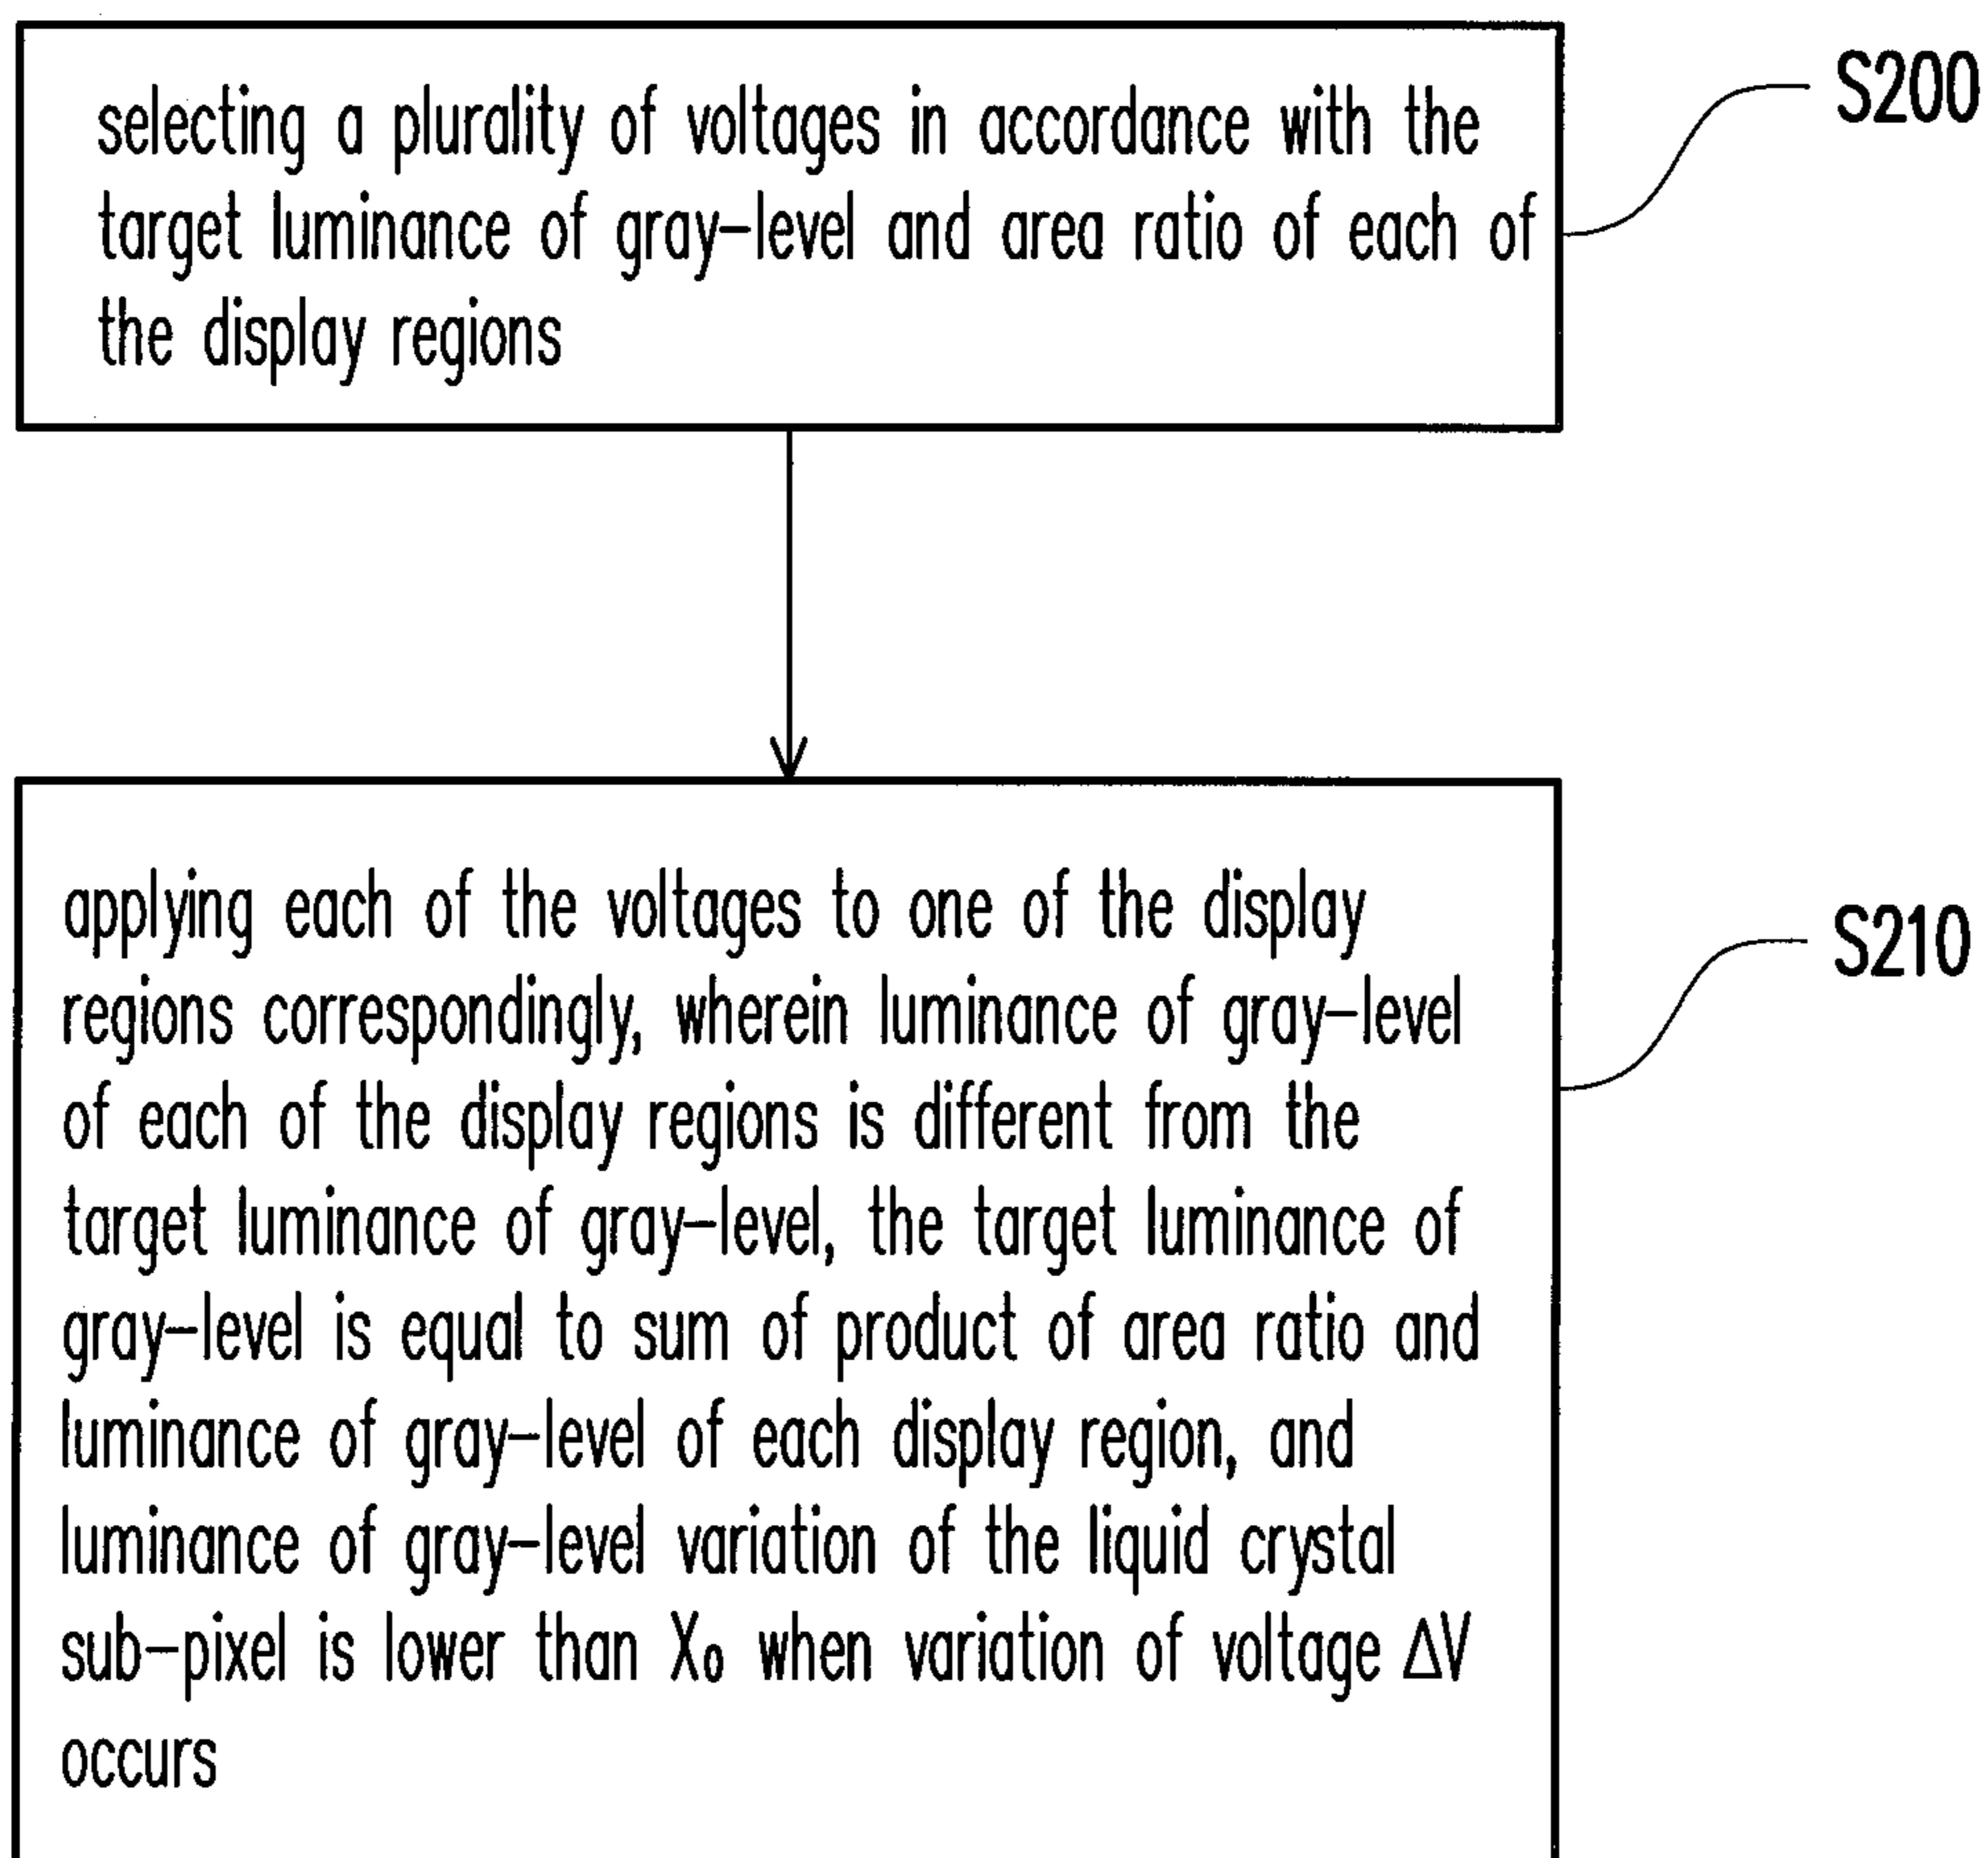 selecting a plurality of voltages in accordance with the
target luminance of gray-level and area ratio of each of
the display regions
S200
applying each of the voltages to one of the display
regions correspondingly, wherein luminance of gray-level
of each of the display regions is different from the
target luminance of gray-level, the target luminance of
gray-level is equal to sum of product of area ratio and
luminance of gray-level of each display region, and
luminance of gray-level variation of the liquid crystal
sub-pixel is lower than X₀ when variation of voltage ΔV
occurs
S210